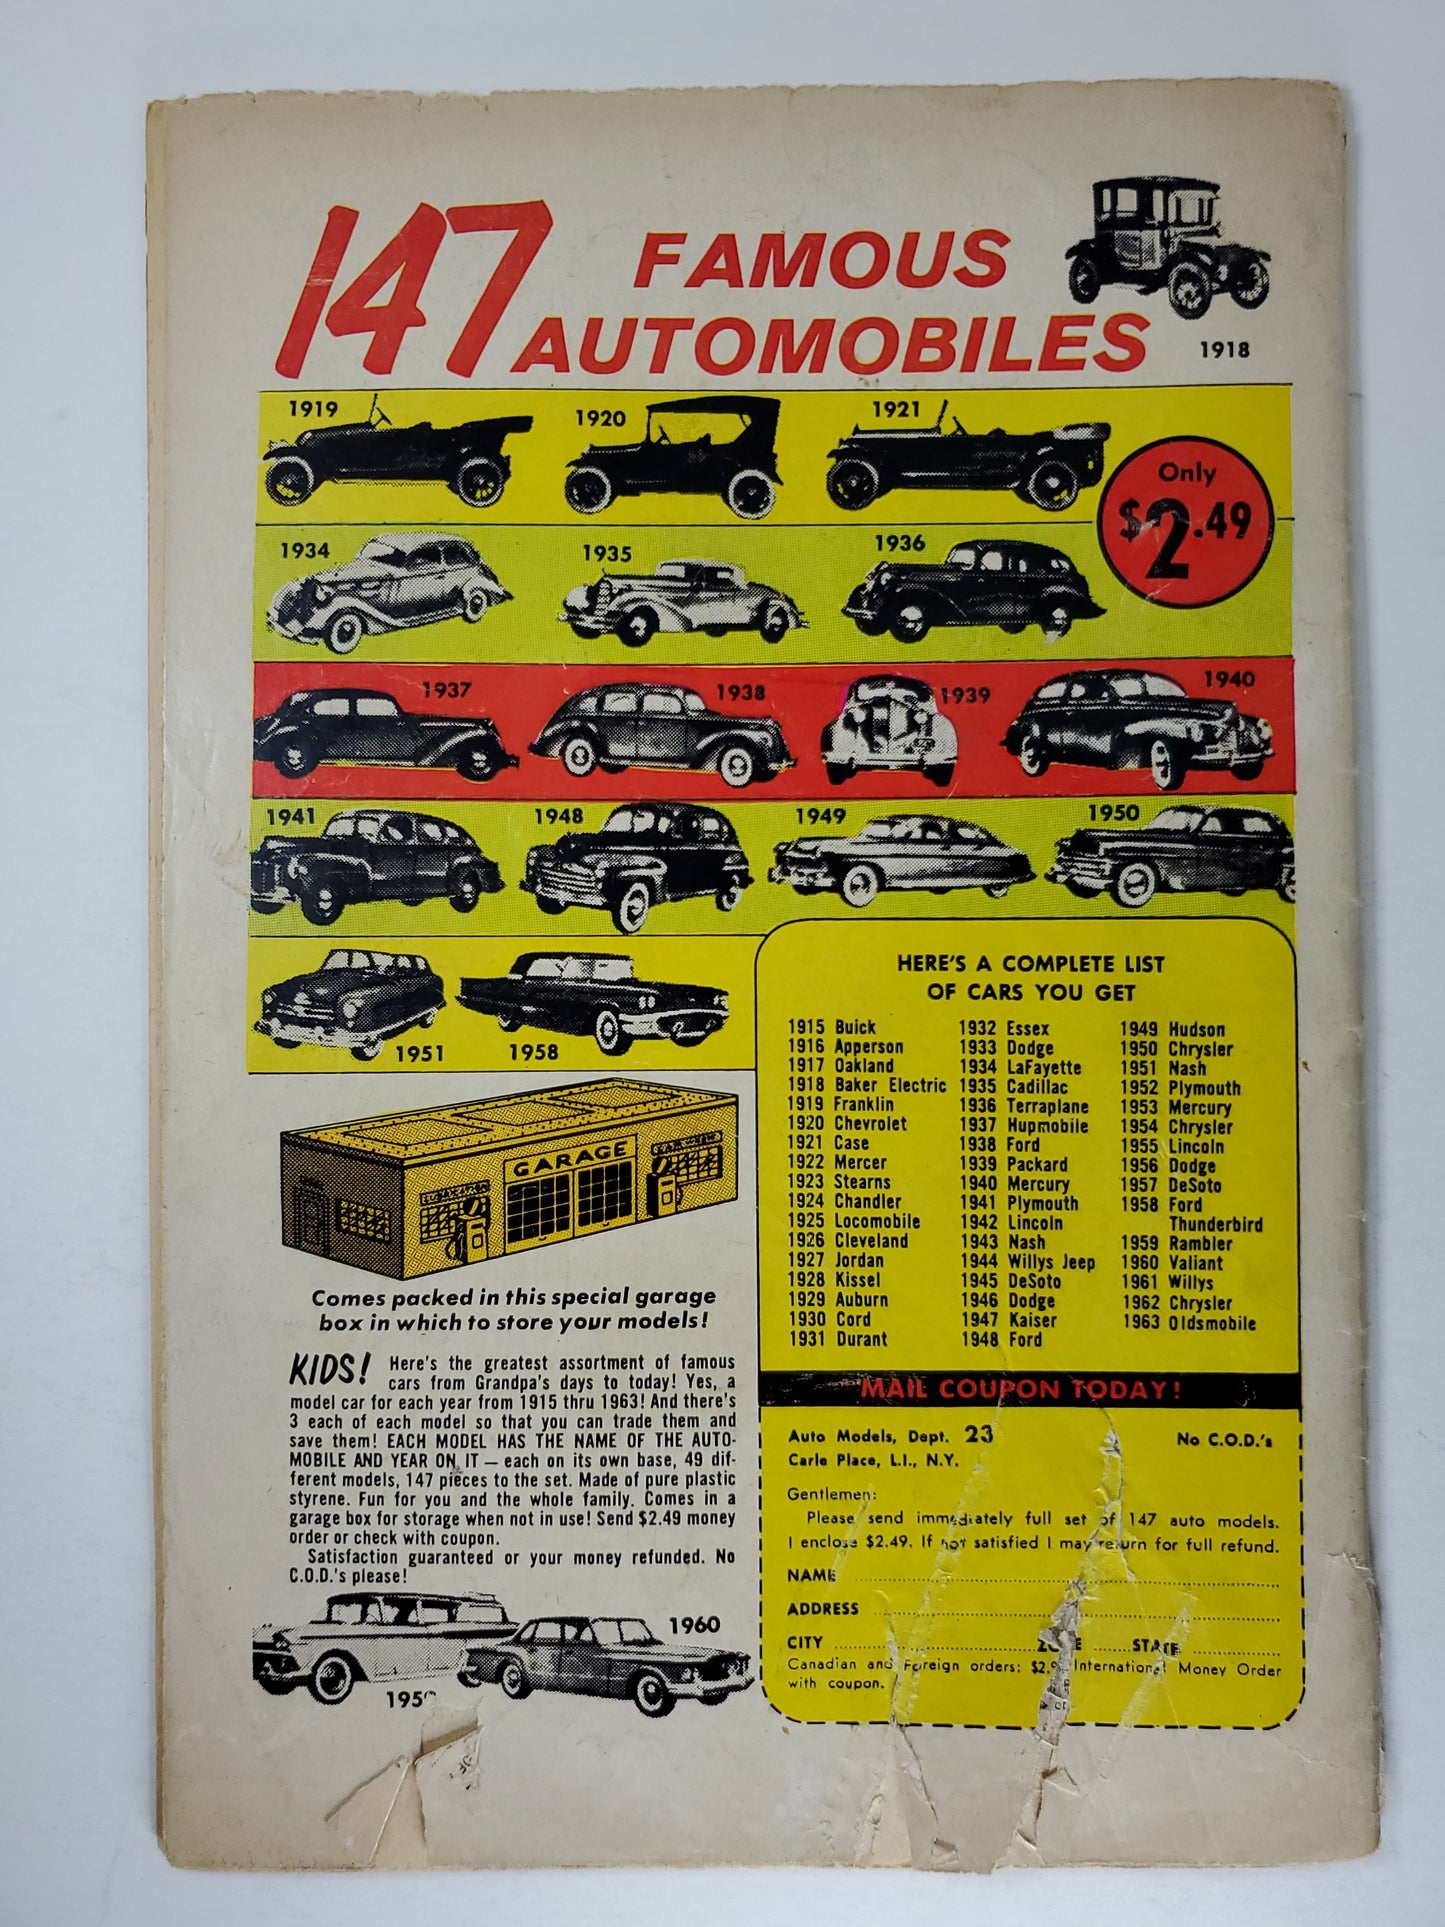 147
FAMOUS
AUTOMOBILES
1918
1919
1920
1921
Only
$2.49
1934
1935
1936
1937
1938
1939
1940
1941
1948
1949
1950
1951
1958
GARAGE
Comes packed in this special garage
box in which to store your models!
KIDS! Here's the greatest assortment of famous
cars from Grandpa's days to today! Yes, a
model car for each year from 1915 thru 1963! And there's
3 each of each model so that you can trade them and
save them! EACH MODEL HAS THE NAME OF THE AUTO-
MOBILE AND YEAR ON IT — each on its own base, 49 dif-
ferent models, 147 pieces to the set. Made of pure plastic
styrene. Fun for you and the whole family. Comes in a
garage box for storage when not in use! Send $2.49 money
order or check with coupon.
Satisfaction guaranteed or your money refunded. No
C.O.D.'s please!
1960
HERE'S A COMPLETE LIST
OF CARS YOU GET
1915 Buick
1916 Apperson
1917 Oakland
1918 Baker Electric
1919 Franklin
1920 Chevrolet
1921 Case
1922 Mercer
1923 Stearns
1924 Chandler
1925 Locomobile
1926 Cleveland
1927 Jordan
1928 Kissel
1929 Auburn
1930 Cord
1931 Durant
1932 Essex
1933 Dodge
1934 LaFayette
1935 Cadillac
1936 Terraplane
1937 Hupmobile
1938 Ford
1939 Packard
1940 Mercury
1941 Plymouth
1942 Lincoln
1943 Nash
1944 Willys Jeep
1945 DeSoto
1946 Dodge
1947 Kaiser
1948 Ford
1949 Hudson
1950 Chrysler
1951 Nash
1952 Plymouth
1953 Mercury
1954 Chrysler
1955 Lincoln
1956 Dodge
1957 DeSoto
1958 Ford
Thunderbird
1959 Rambler
1960 Valiant
1961 Willys
1962 Chrysler
1963 Oldsmobile
MAIL COUPON TODAY!
Auto Models, Dept. 23 No C.O.D.'s
Carle Place, L.I., N.Y.
Gentlemen:
Please send immediately full set of 147 auto models.
I enclose $2.49. If not satisfied I may return for full refund.
NAME
ADDRESS
CITY ZONE STATE
Canadian and Foreign orders: International Money Order
with coupon.